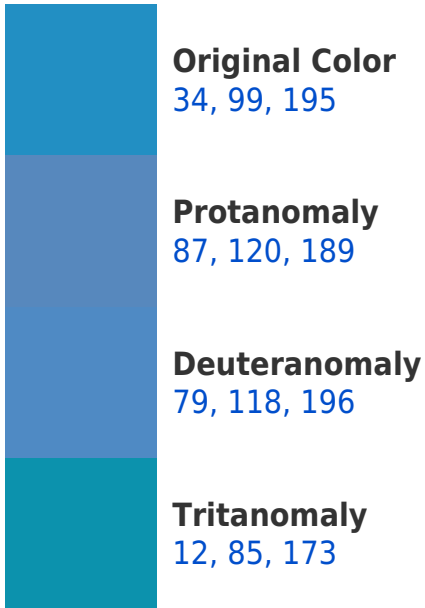 Original Color
34, 99, 195
Protanomaly
87, 120, 189
Deuteranomaly
79, 118, 196
Tritanomaly
12, 85, 173